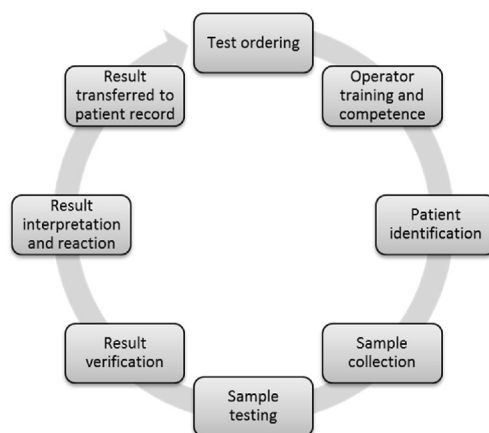 Test ordering
Operator
training and
competence
Patient
identification
Sample
collection
Sample
testing
Result
verification
Result
interpretation
and reaction
Result
transferred to
patient record